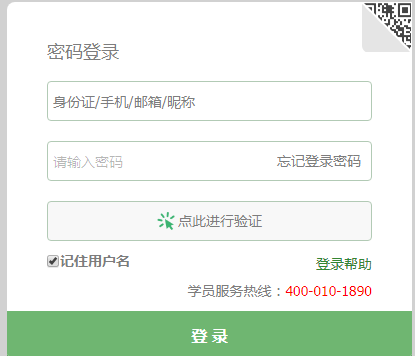 密码登录
身份证/手机/邮箱/昵称
请输入密码 忘记登录密码
点此进行验证
记住用户名 登录帮助
学员服务热线：400-010-1890
登 录